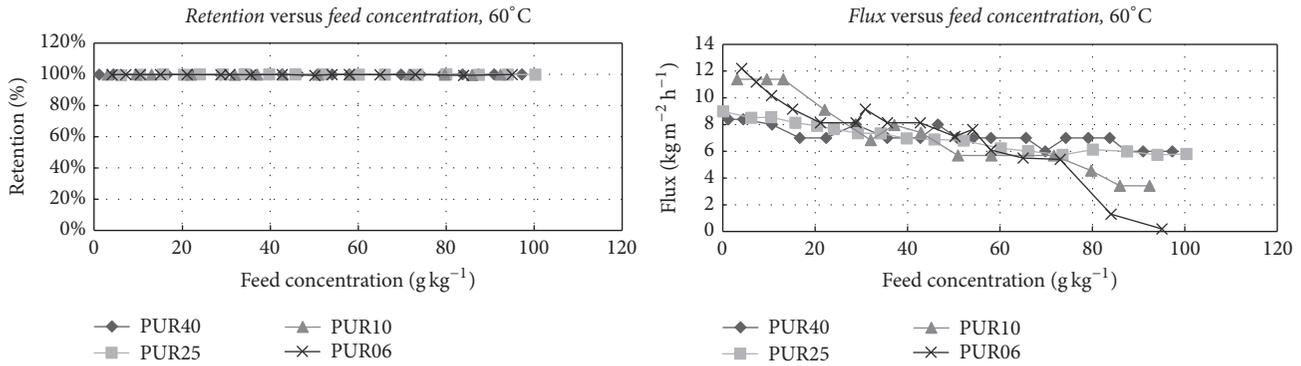 Retention versus feed concentration, 60°C
120%
100%
80%
60%
40%
20%
0%
Retention (%)
0 20 40 60 80 100 120
Feed concentration (g kg⁻¹)
PUR40
PUR25
PUR10
PUR06
Flux versus feed concentration, 60°C
14
12
10
8
6
4
2
0
Flux (kg m⁻² h⁻¹)
0 20 40 60 80 100 120
Feed concentration (g kg⁻¹)
PUR40
PUR25
PUR10
PUR06